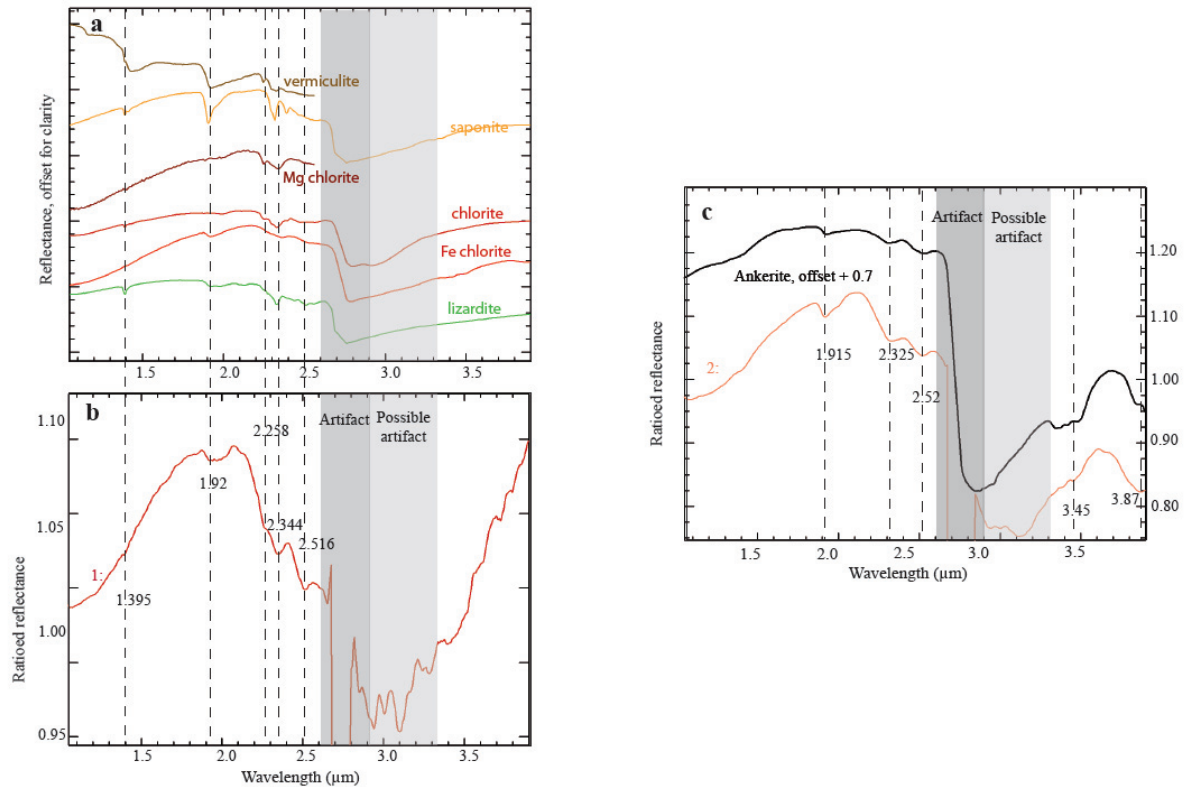 a
Reflectance, offset for clarity
vermiculite
saponite
Mg chlorite
chlorite
Fe chlorite
lizardite
1.5
2.0
2.5
3.0
3.5
b
Ratioed reflectance
1.10
1.05
1.00
0.95
Artifact
Possible
artifact
2.258
1.92
2.344
2.516
1:
1.395
1.5
2.0
2.5
3.0
3.5
Wavelength (µm)
c
Ratioed reflectance
Artifact
Possible
artifact
Ankerite, offset + 0.7
2:
1.915
2.325
2.52
3.45
3.87
1.20
1.10
1.00
0.90
0.80
1.5
2.0
2.5
3.0
3.5
Wavelength (µm)